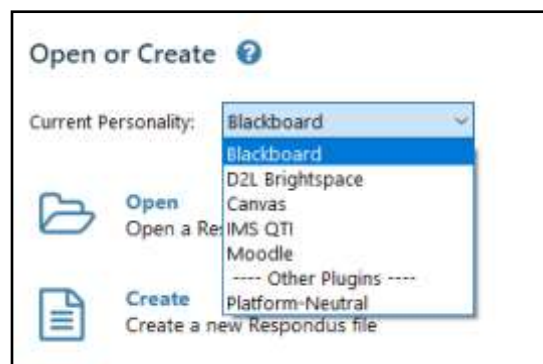 Open or Create ?
Current Personality: Blackboard
Blackboard
D2L Brightspace
Canvas
IMS QTI
Moodle
---- Other Plugins ----
Platform-Neutral
Open
Open a Re
Create
Create a new Respondus file